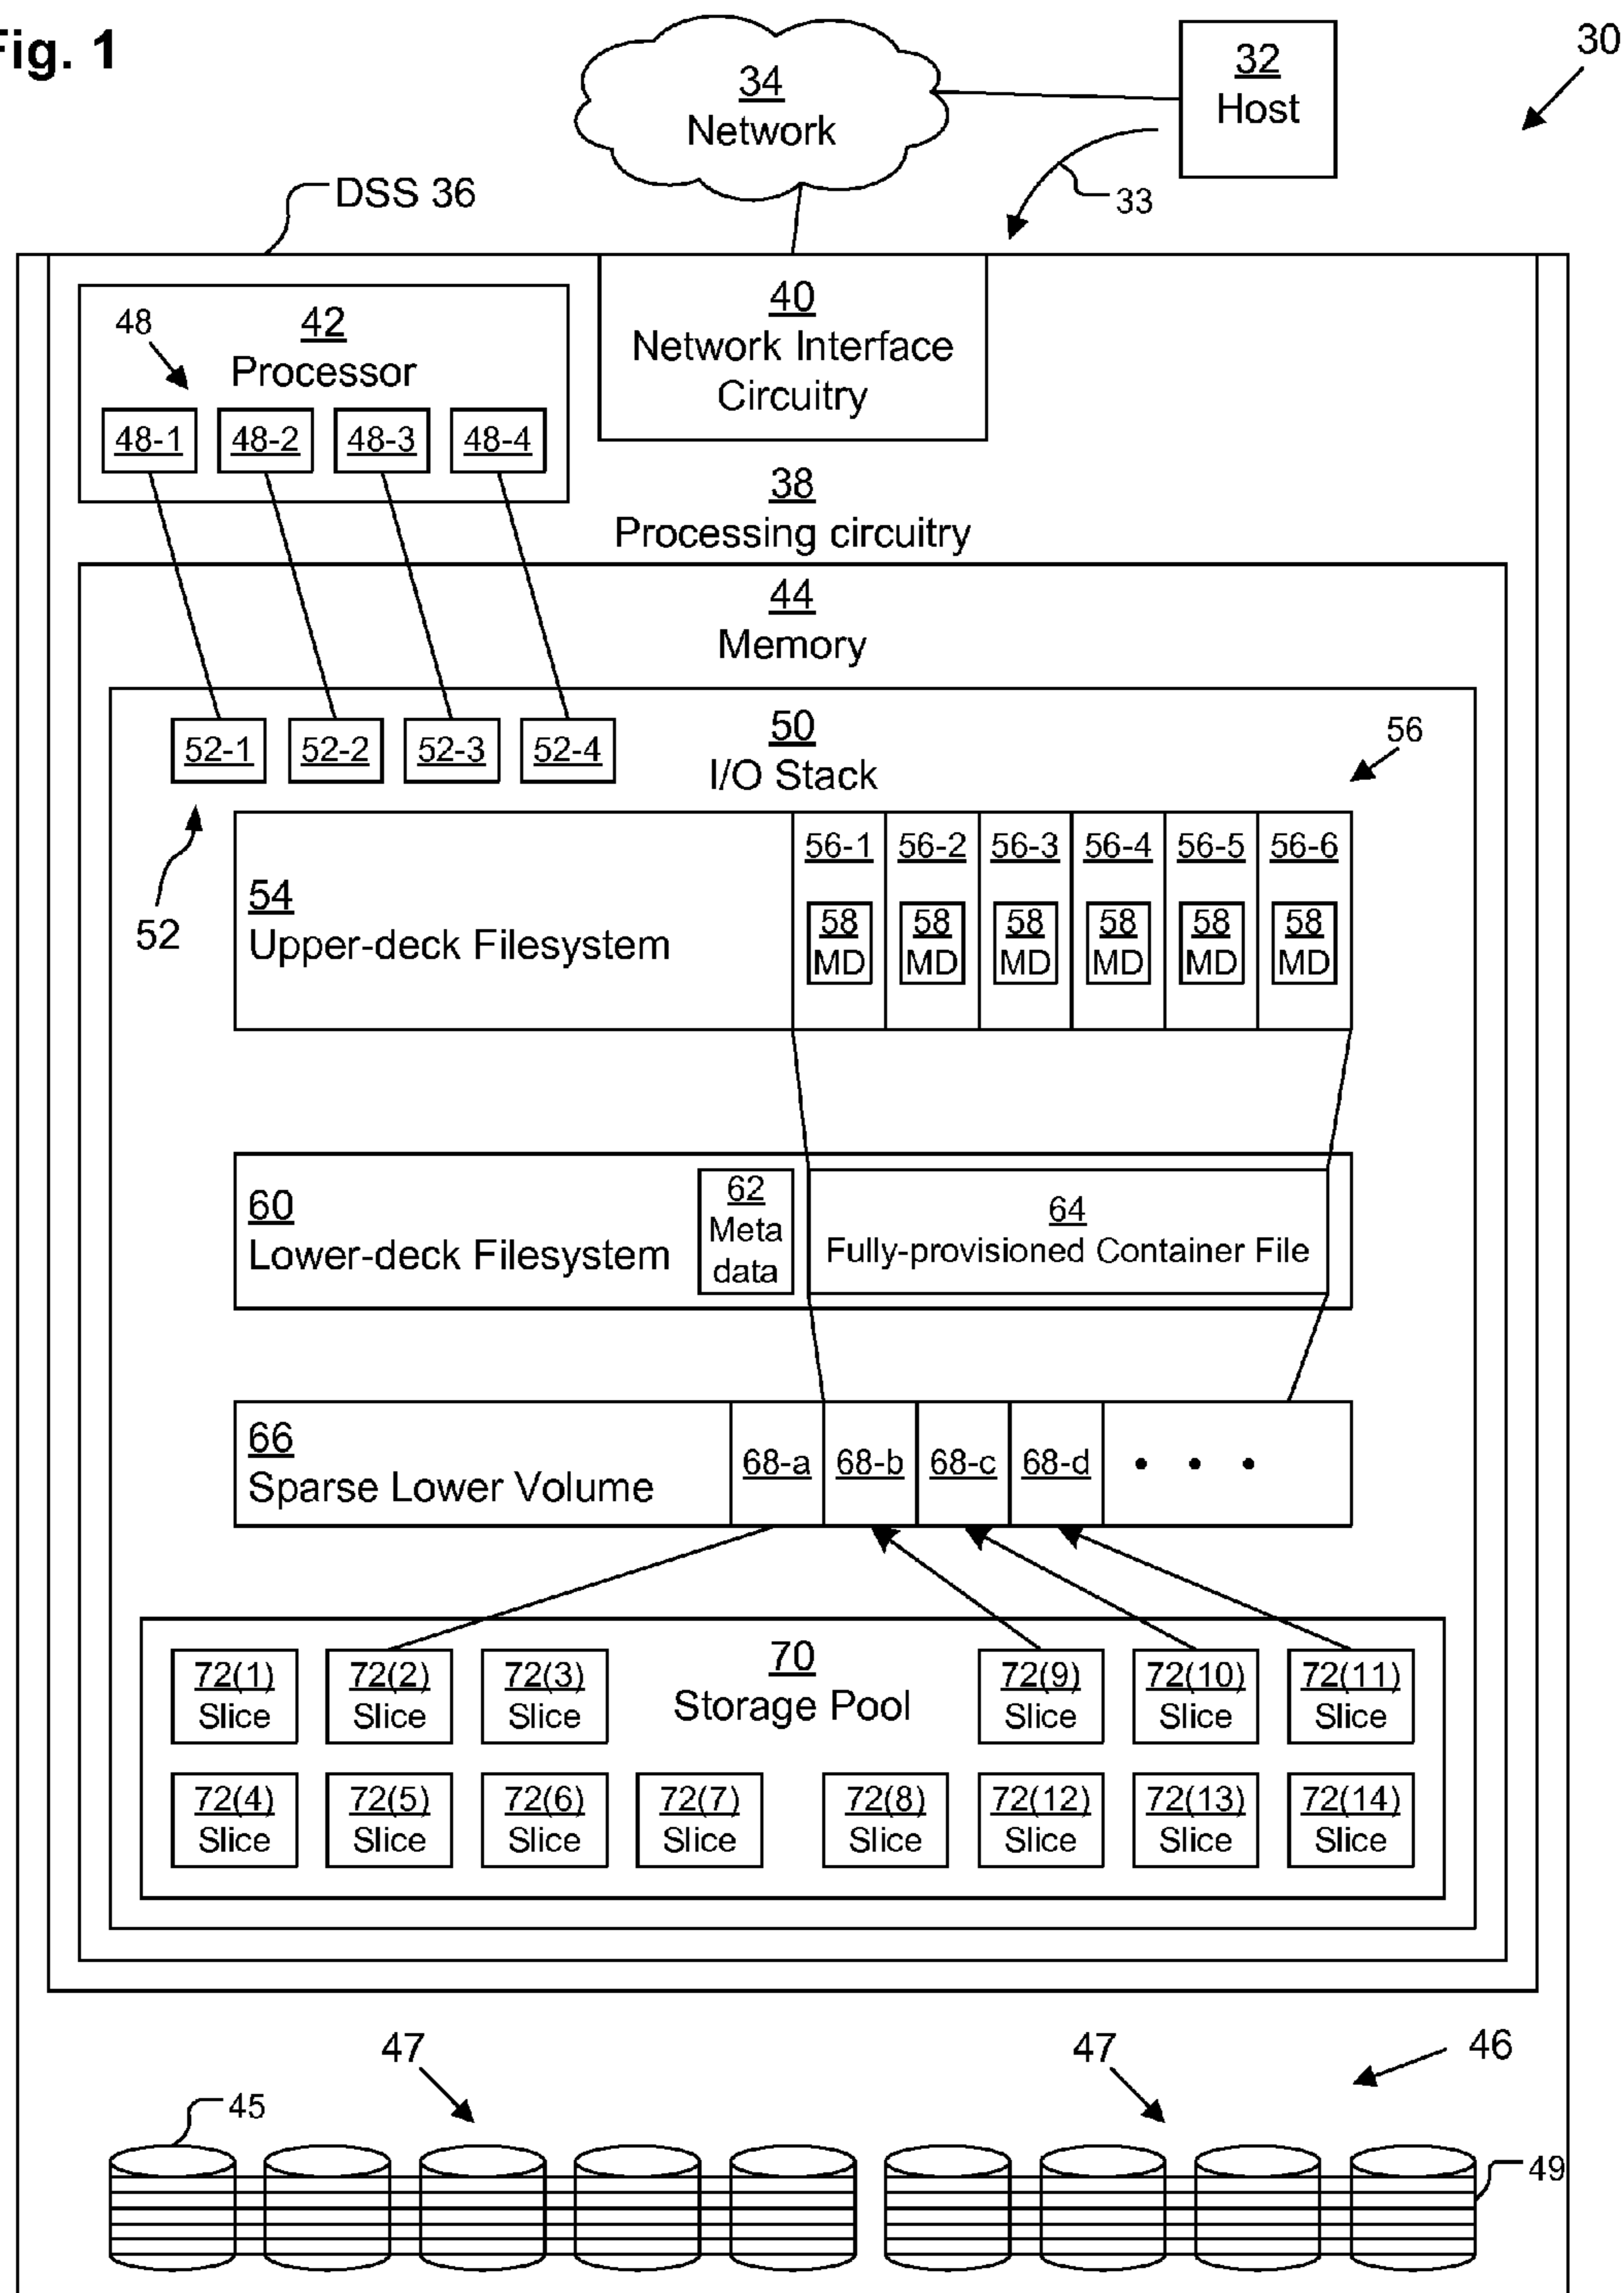 Fig. 1
30
32
Host
34
Network
33
DSS 36
40
Network Interface
Circuitry
42
Processor
48
48-1 48-2 48-3 48-4
38
Processing circuitry
44
Memory
52-1 52-2 52-3 52-4
52
50
I/O Stack
56
54
Upper-deck Filesystem
56-1 56-2 56-3 56-4 56-5 56-6
58 58 58 58 58 58
MD MD MD MD MD MD
60
Lower-deck Filesystem
62
Meta
data
64
Fully-provisioned Container File
66
Sparse Lower Volume
68-a 68-b 68-c 68-d • • •
70
Storage Pool
72(1) 72(2) 72(3) 72(9) 72(10) 72(11)
Slice Slice Slice Slice Slice Slice
72(4) 72(5) 72(6) 72(7) 72(8) 72(12) 72(13) 72(14)
Slice Slice Slice Slice Slice Slice Slice Slice
47 47 46
45
49